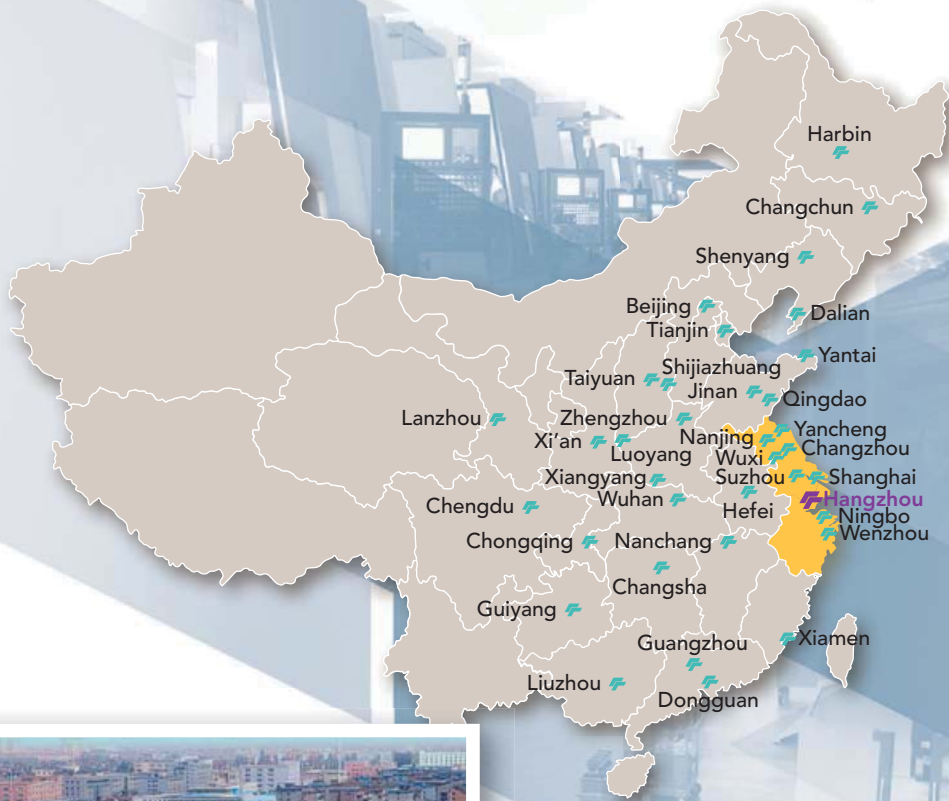 Harbin
Changchun
Shenyang
Beijing
Dalian
Tianjin
Yantai
Shijiazhuang
Taiyuan
Jinan
Qingdao
Lanzhou
Zhengzhou
Yancheng
Xi'an
Nanjing
Changzhou
Luoyang
Wuxi
Xiangyang
Suzhou
Shanghai
Wuhan
Hangzhou
Chengdu
Hefei
Ningbo
Wenzhou
Chongqing
Nanchang
Changsha
Guiyang
Xiamen
Guangzhou
Liuzhou
Dongguan